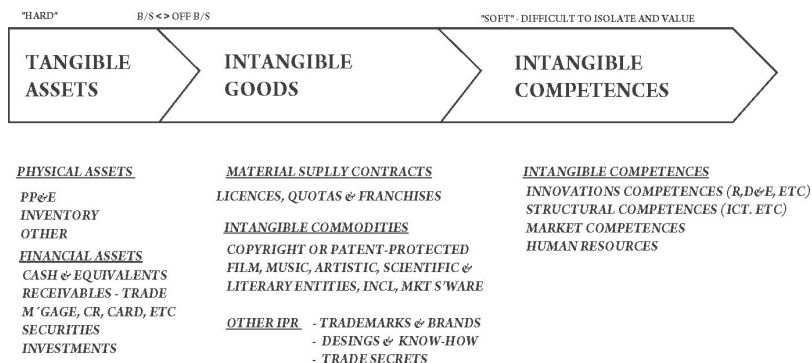 "HARD"
B/S <> OFF B/S
"SOFT" - DIFFICULT TO ISOLATE AND VALUE
TANGIBLE
ASSETS
INTANGIBLE
GOODS
INTANGIBLE
COMPETENCES
PHYSICAL ASSETS
PP&E
INVENTORY
OTHER
FINANCIAL ASSETS
CASH & EQUIVALENTS
RECEIVABLES - TRADE
M´GAGE, CR, CARD, ETC
SECURITIES
INVESTMENTS
MATERIAL SUPLLY CONTRACTS
LICENCES, QUOTAS & FRANCHISES
INTANGIBLE COMMODITIES
COPYRIGHT OR PATENT-PROTECTED
FILM, MUSIC, ARTISTIC, SCIENTIFIC &
LITERARY ENTITIES, INCL, MKT S'WARE
OTHER IPR - TRADEMARKS & BRANDS
- DESINGS & KNOW-HOW
- TRADE SECRETS
INTANGIBLE COMPETENCES
INNOVATIONS COMPETENCES (R,D&E, ETC)
STRUCTURAL COMPETENCES (ICT. ETC)
MARKET COMPETENCES
HUMAN RESOURCES